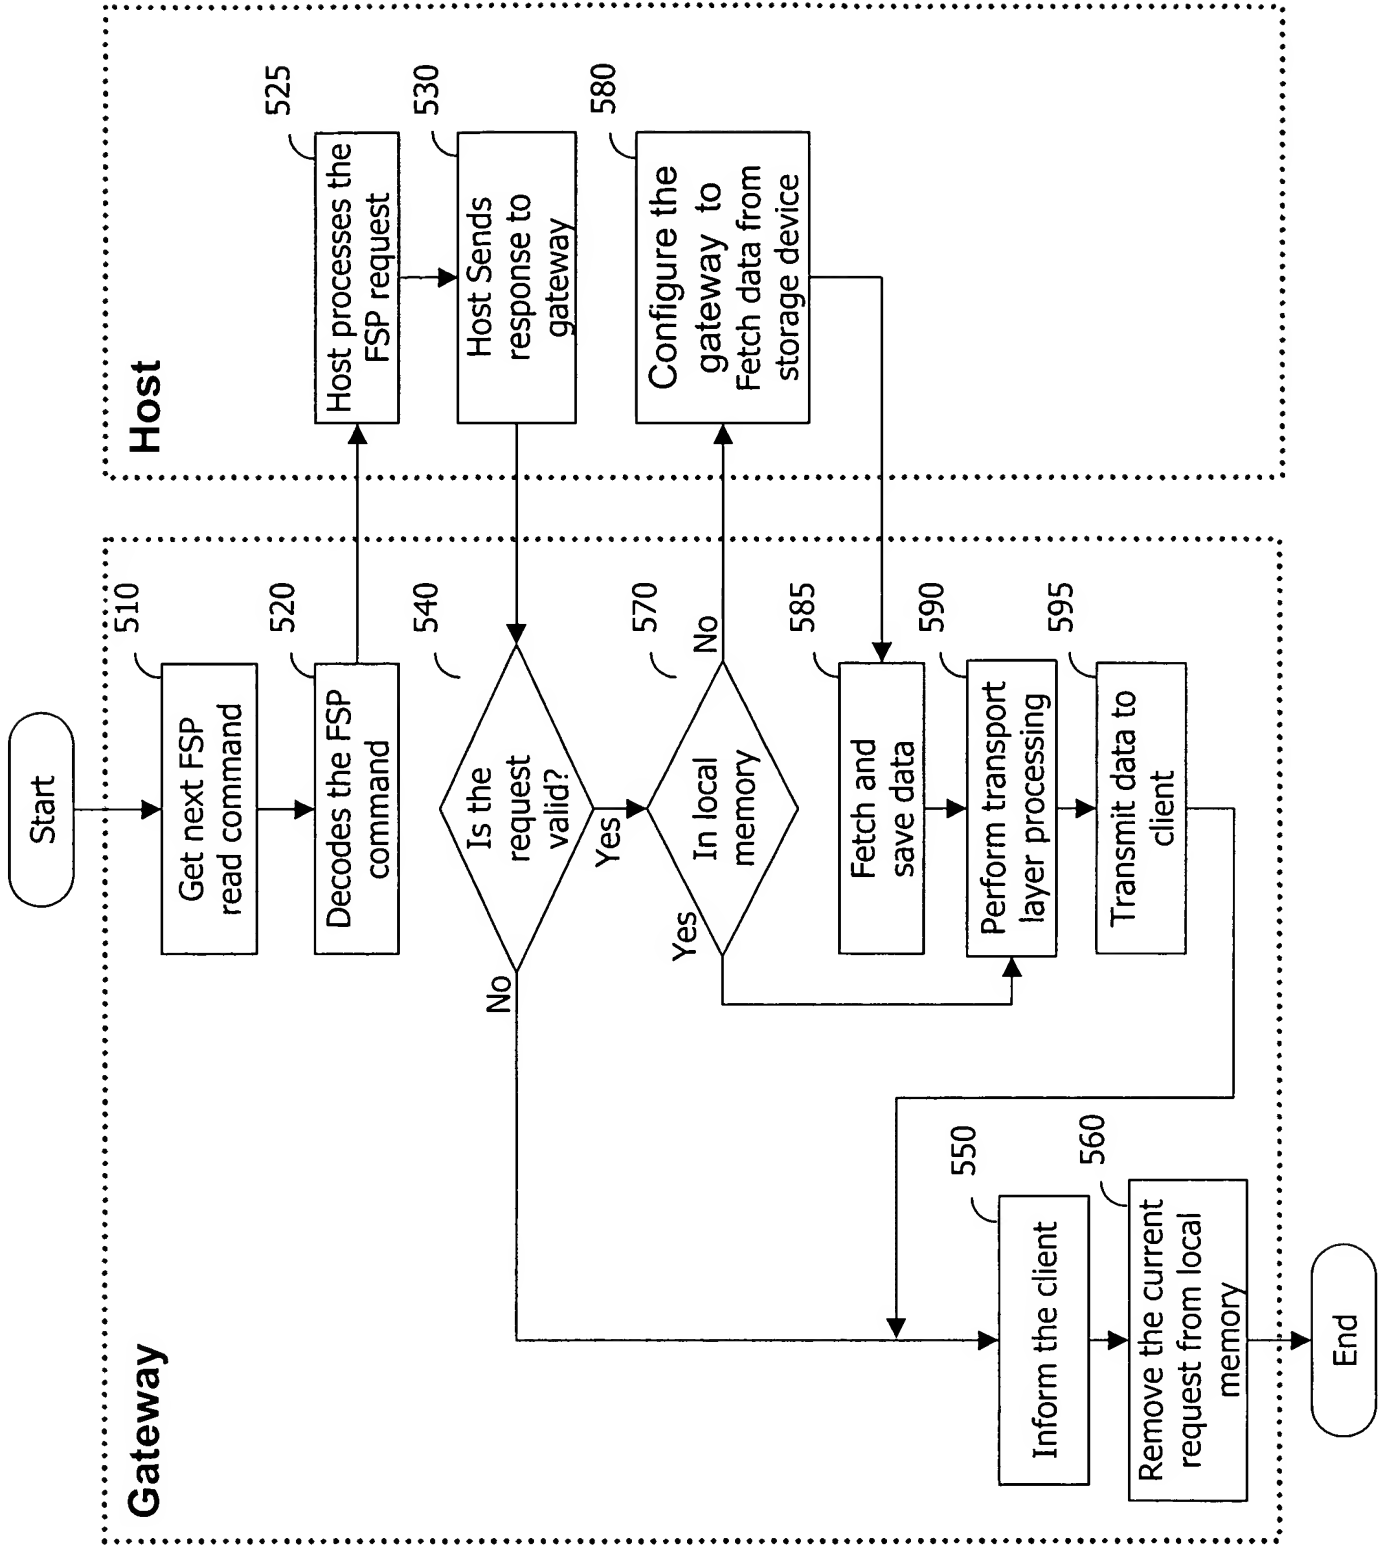 Start
Gateway
Host
510
Get next FSP
read command
520
Decodes the FSP
command
525
Host processes the
FSP request
530
Host Sends
response to
gateway
540
Is the
request
valid?
No
Yes
570
In local
memory
Yes
No
580
Configure the
gateway to
Fetch data from
storage device
585
Fetch and
save data
590
Perform transport
layer processing
595
Transmit data to
client
550
Inform the client
560
Remove the current
request from local
memory
End